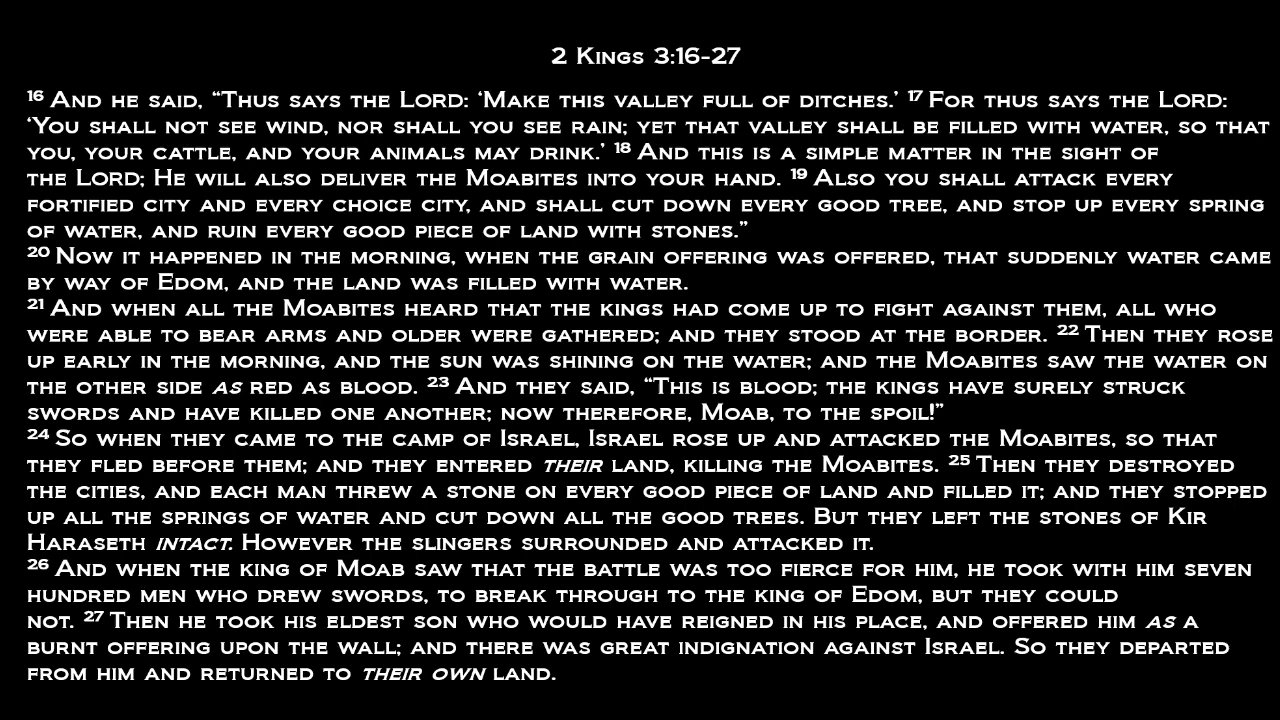 2 Kings 3:16-27
16 And he said, “Thus says the LORD: ‘Make this valley full of ditches.’ 17 For thus says the LORD:
‘You shall not see wind, nor shall you see rain; yet that valley shall be filled with water, so that
you, your cattle, and your animals may drink.’ 18 And this is a simple matter in the sight of
the LORD; He will also deliver the Moabites into your hand. 19 Also you shall attack every
fortified city and every choice city, and shall cut down every good tree, and stop up every spring
of water, and ruin every good piece of land with stones.”
20 Now it happened in the morning, when the grain offering was offered, that suddenly water came
by way of Edom, and the land was filled with water.
21 And when all the Moabites heard that the kings had come up to fight against them, all who
were able to bear arms and older were gathered; and they stood at the border. 22 Then they rose
up early in the morning, and the sun was shining on the water; and the Moabites saw the water on
the other side as red as blood. 23 And they said, “This is blood; the kings have surely struck
swords and have killed one another; now therefore, Moab, to the spoil!”
24 So when they came to the camp of Israel, Israel rose up and attacked the Moabites, so that
they fled before them; and they entered their land, killing the Moabites. 25 Then they destroyed
the cities, and each man threw a stone on every good piece of land and filled it; and they stopped
up all the springs of water and cut down all the good trees. But they left the stones of Kir
Haraseth intact. However the slingers surrounded and attacked it.
26 And when the king of Moab saw that the battle was too fierce for him, he took with him seven
hundred men who drew swords, to break through to the king of Edom, but they could
not. 27 Then he took his eldest son who would have reigned in his place, and offered him as a
burnt offering upon the wall; and there was great indignation against Israel. So they departed
from him and returned to their own land.